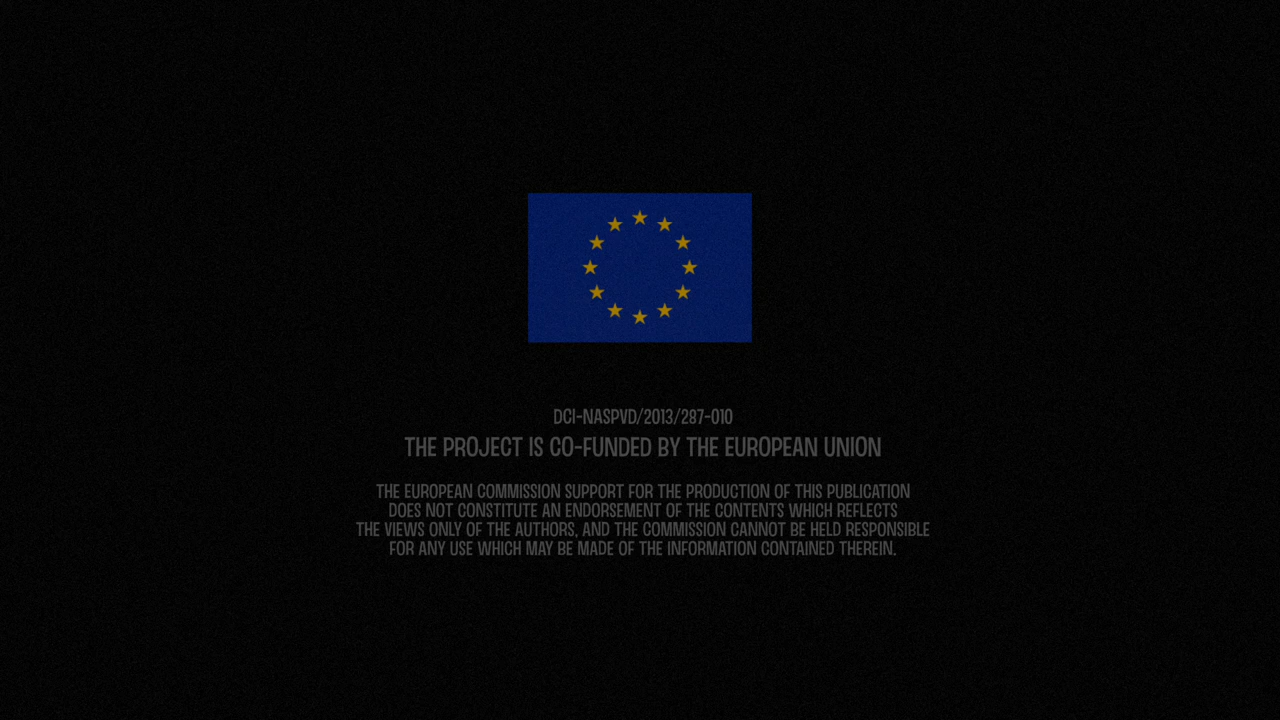 DCI-NASPVD/2013/287-010
THE PROJECT IS CO-FUNDED BY THE EUROPEAN UNION
THE EUROPEAN COMMISSION SUPPORT FOR THE PRODUCTION OF THIS PUBLICATION
DOES NOT CONSTITUTE AN ENDORSEMENT OF THE CONTENTS WHICH REFLECTS
THE VIEWS ONLY OF THE AUTHORS, AND THE COMMISSION CANNOT BE HELD RESPONSIBLE
FOR ANY USE WHICH MAY BE MADE OF THE INFORMATION CONTAINED THEREIN.